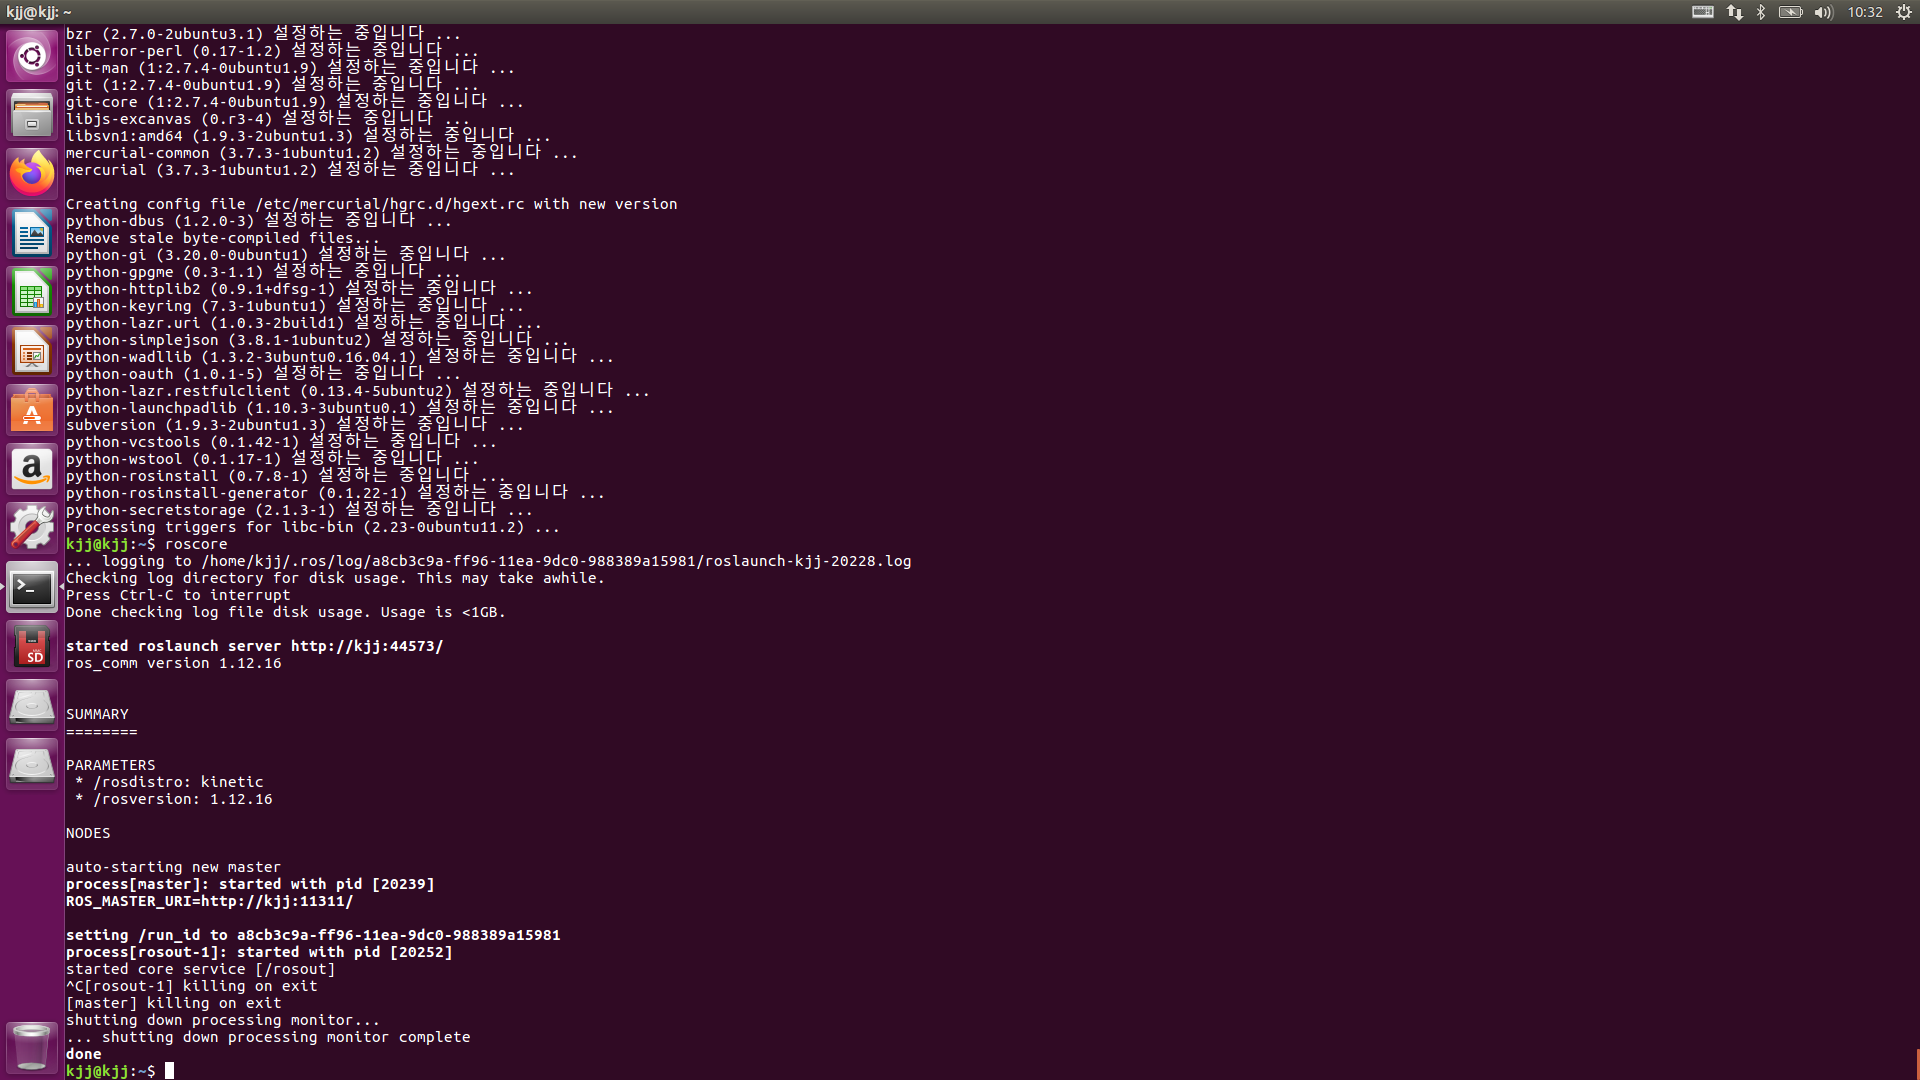 kjj@kjj: ~
10:32
bzr (2.7.0-2ubuntu3.1) 설정하는 중입니다 ...
liberror-perl (0.17-1.2) 설정하는 중입니다 ...
git-man (1:2.7.4-0ubuntu1.9) 설정하는 중입니다 ...
git (1:2.7.4-0ubuntu1.9) 설정하는 중입니다 ...
git-core (1:2.7.4-0ubuntu1.9) 설정하는 중입니다 ...
libjs-excanvas (0.r3-4) 설정하는 중입니다 ...
libsvn1:amd64 (1.9.3-2ubuntu1.3) 설정하는 중입니다 ...
mercurial-common (3.7.3-1ubuntu1.2) 설정하는 중입니다 ...
mercurial (3.7.3-1ubuntu1.2) 설정하는 중입니다 ...
Creating config file /etc/mercurial/hgrc.d/hgext.rc with new version
python-dbus (1.2.0-3) 설정하는 중입니다 ...
Remove stale byte-compiled files...
python-gi (3.20.0-0ubuntu1) 설정하는 중입니다 ...
python-gpgme (0.3-1.1) 설정하는 중입니다 ...
python-httplib2 (0.9.1+dfsg-1) 설정하는 중입니다 ...
python-keyring (7.3-1ubuntu1) 설정하는 중입니다 ...
python-lazr.uri (1.0.3-2build1) 설정하는 중입니다 ...
python-simplejson (3.8.1-1ubuntu2) 설정하는 중입니다 ...
python-wadllib (1.3.2-3ubuntu0.16.04.1) 설정하는 중입니다 ...
python-oauth (1.0.1-5) 설정하는 중입니다 ...
python-lazr.restfulclient (0.13.4-5ubuntu2) 설정하는 중입니다 ...
python-launchpadlib (1.10.3-3ubuntu0.1) 설정하는 중입니다 ...
subversion (1.9.3-2ubuntu1.3) 설정하는 중입니다 ...
python-vcstools (0.1.42-1) 설정하는 중입니다 ...
python-wstool (0.1.17-1) 설정하는 중입니다 ...
python-rosinstall (0.7.8-1) 설정하는 중입니다 ...
python-rosinstall-generator (0.1.22-1) 설정하는 중입니다 ...
python-secretstorage (2.1.3-1) 설정하는 중입니다 ...
Processing triggers for libc-bin (2.23-0ubuntu11.2) ...
kjj@kjj:~$ roscore
... logging to /home/kjj/.ros/log/a8cb3c9a-ff96-11ea-9dc0-988389a15981/roslaunch-kjj-20228.log
Checking log directory for disk usage. This may take awhile.
Press Ctrl-C to interrupt
Done checking log file disk usage. Usage is <1GB.
started roslaunch server http://kjj:44573/
ros_comm version 1.12.16
SUMMARY
========
PARAMETERS
* /rosdistro: kinetic
* /rosversion: 1.12.16
NODES
auto-starting new master
process[master]: started with pid [20239]
ROS_MASTER_URI=http://kjj:11311/
setting /run_id to a8cb3c9a-ff96-11ea-9dc0-988389a15981
process[rosout-1]: started with pid [20252]
started core service [/rosout]
^C[rosout-1] killing on exit
[master] killing on exit
shutting down processing monitor...
... shutting down processing monitor complete
done
kjj@kjj:~$
SD